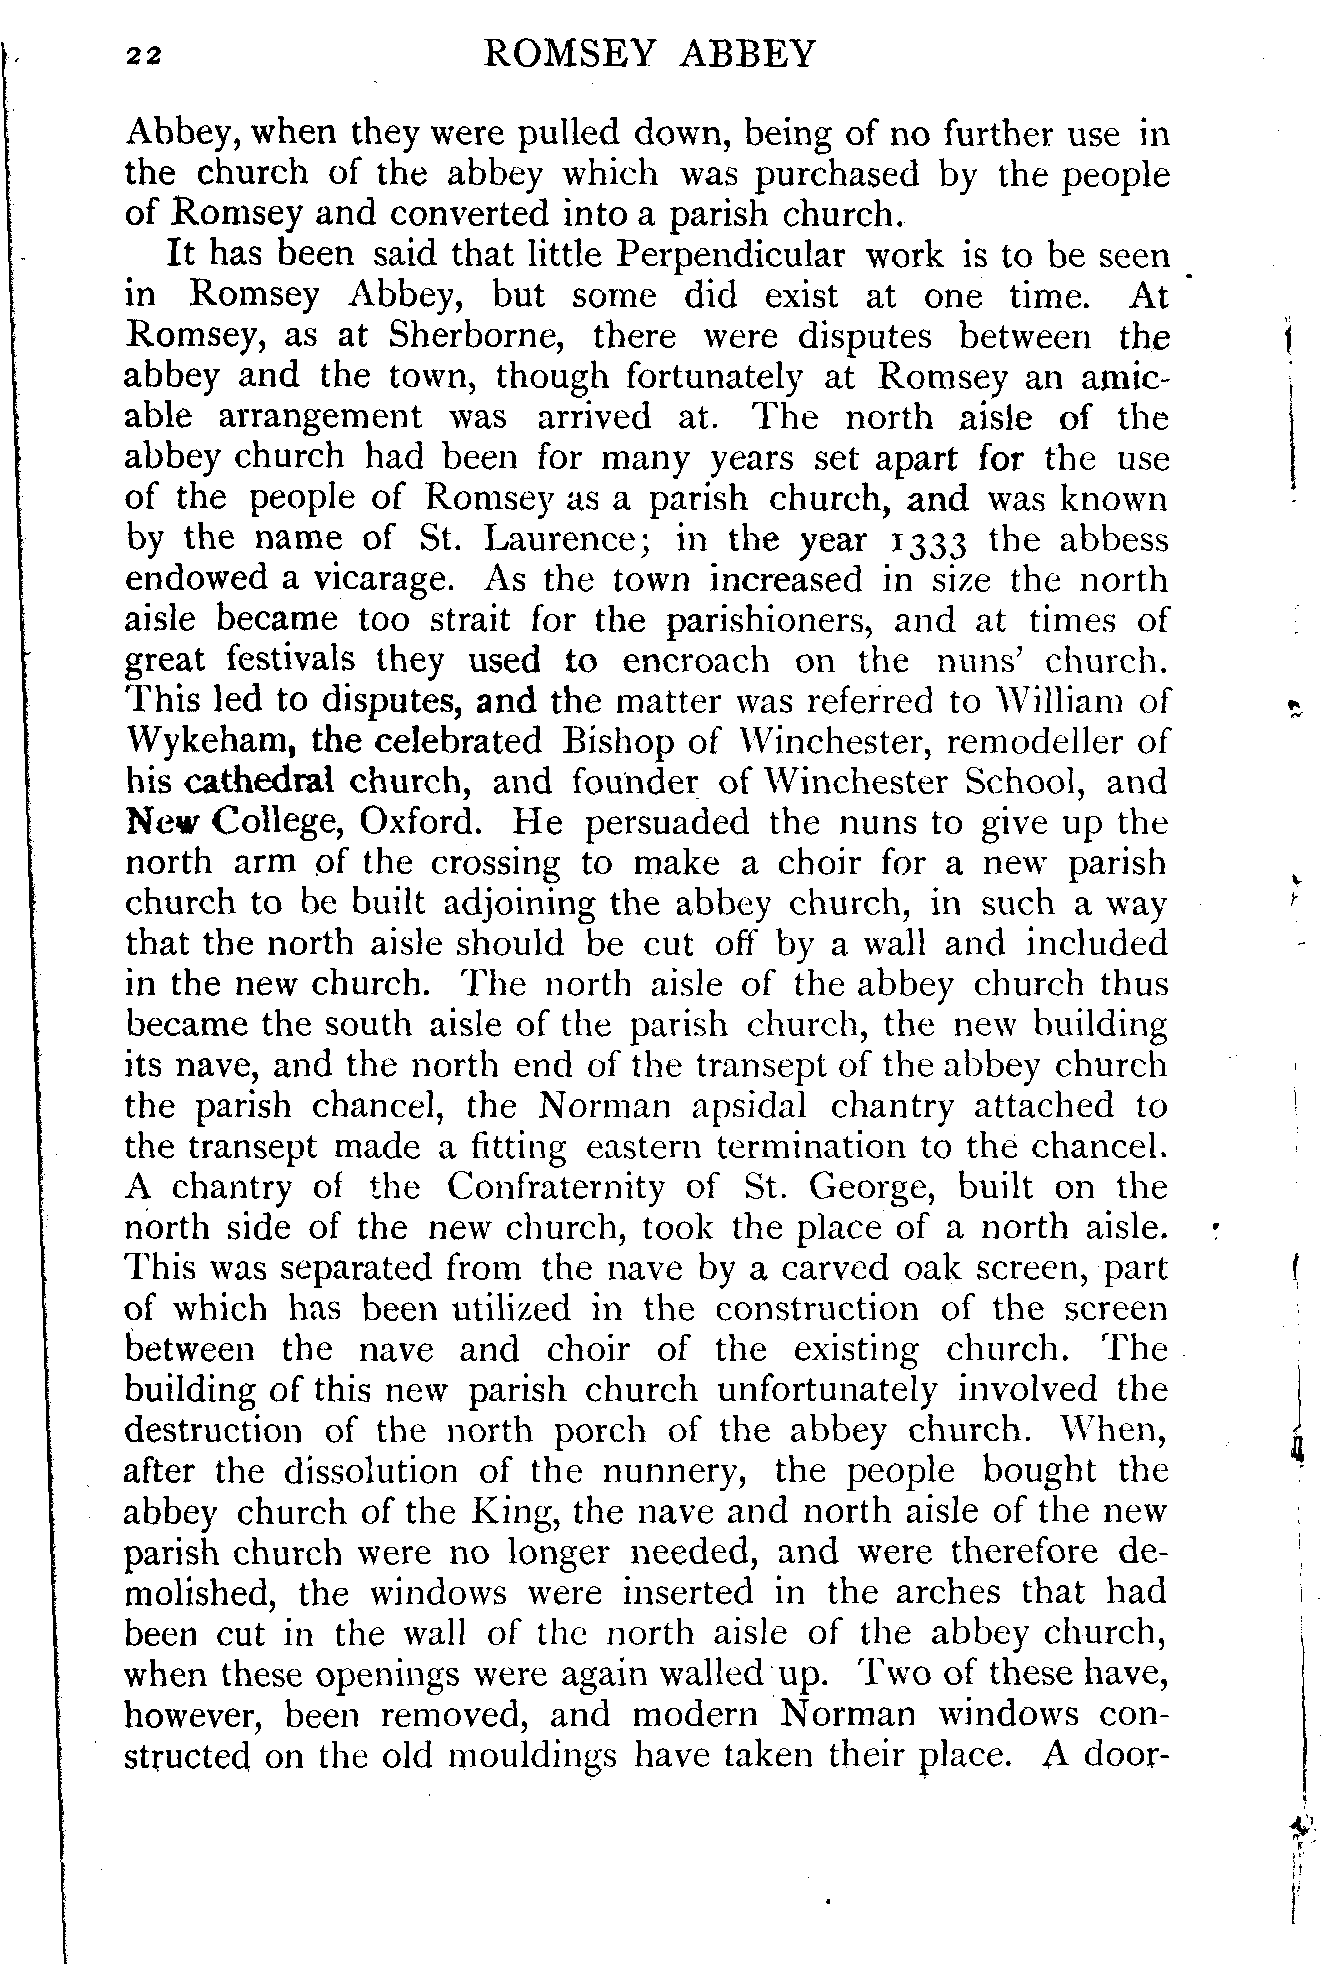 22 ROMSEY ABBEY
Abbey, when they were pulled down, being of no further use in
the church of the abbey which was purchased by the people
of Romsey and converted into a parish church.
It has been said that little Perpendicular work is to be seen
in Romsey Abbey, but some did exist at one time. At
Romsey, as at Sherborne, there were disputes between the
abbey and the town, though fortunately at Romsey an amic-
able arrangement was arrived at. The north aisle of the
abbey church had been for many years set apart for the use
of the people of Romsey as a parish church, and was known
by the name of St. Laurence; in the year 1333 the abbess
endowed a vicarage. As the town increased in size the north
aisle became too strait for the parishioners, and at times of
great festivals they used to encroach on the nuns' church.
This led to disputes, and the matter was referred to William of
Wykeham, the celebrated Bishop of Winchester, remodeller of
his cathedral church, and founder of Winchester School, and
New College, Oxford. He persuaded the nuns to give up the
north arm of the crossing to make a choir for a new parish
church to be built adjoining the abbey church, in such a way
that the north aisle should be cut off by a wall and included
in the new church. The north aisle of the abbey church thus
became the south aisle of the parish church, the new building
its nave, and the north end of the transept of the abbey church
the parish chancel, the Norman apsidal chantry attached to
the transept made a fitting eastern termination to the chancel.
A chantry of the Confraternity of St. George, built on the
north side of the new church, took the place of a north aisle.
This was separated from the nave by a carved oak screen, part
of which has been utilized in the construction of the screen
between the nave and choir of the existing church. The
building of this new parish church unfortunately involved the
destruction of the north porch of the abbey church. When,
after the dissolution of the nunnery, the people bought the
abbey church of the King, the nave and north aisle of the new
parish church were no longer needed, and were therefore de-
molished, the windows were inserted in the arches that had
been cut in the wall of the north aisle of the abbey church,
when these openings were again walled up. Two of these have,
however, been removed, and modern Norman windows con-
structed on the old mouldings have taken their place. A door-